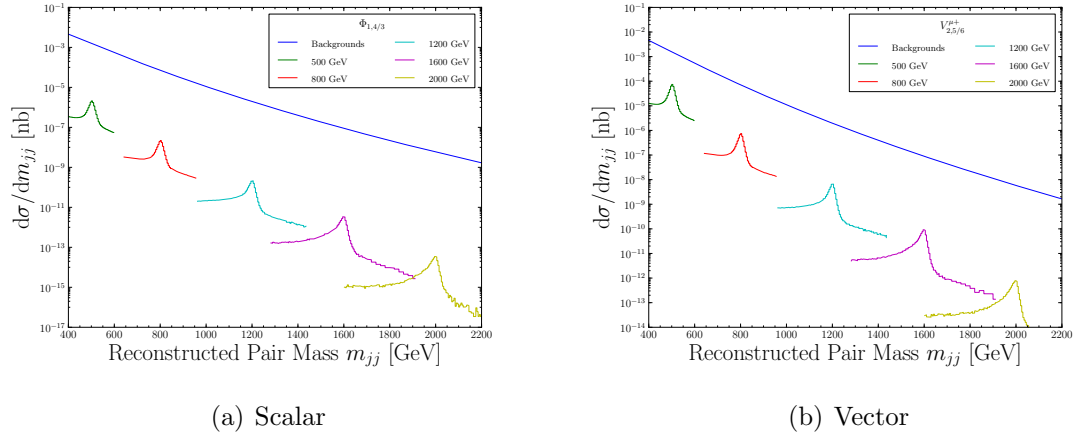 Φ1,4/3
Backgrounds
500 GeV
800 GeV
1200 GeV
1600 GeV
2000 GeV
10^-1
10^-3
10^-5
10^-7
10^-9
10^-11
10^-13
10^-15
10^-17
dσ/dm_jj [nb]
400 600 800 1000 1200 1400 1600 1800 2000 2200
Reconstructed Pair Mass m_jj [GeV]
(a) Scalar
V^μ+_2,5/6
Backgrounds
500 GeV
800 GeV
1200 GeV
1600 GeV
2000 GeV
10^-1
10^-2
10^-3
10^-4
10^-5
10^-6
10^-7
10^-8
10^-9
10^-10
10^-11
10^-12
10^-13
10^-14
dσ/dm_jj [nb]
400 600 800 1000 1200 1400 1600 1800 2000 2200
Reconstructed Pair Mass m_jj [GeV]
(b) Vector